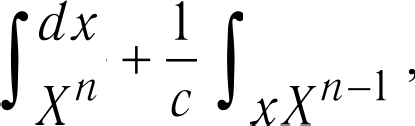 ∫ dx Xⁿ + 1/c ∫ xXⁿ⁻¹ ,